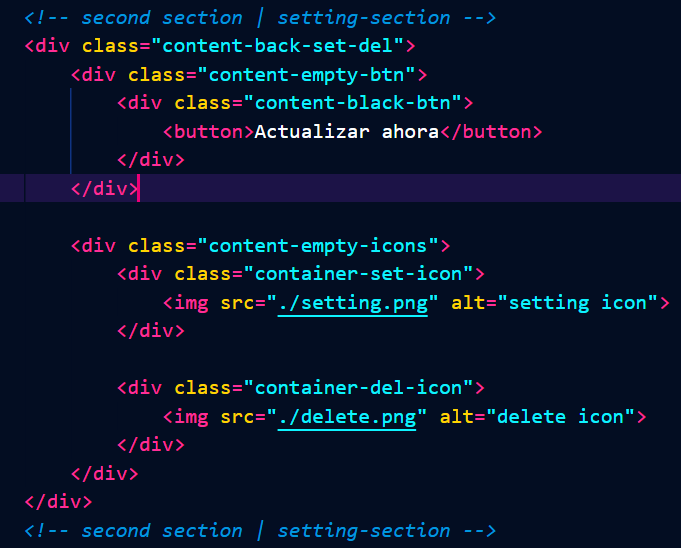 <!-- second section | setting-section -->
<div class="content-back-set-del">
    <div class="content-empty-btn">
        <div class="content-black-btn">
            <button>Actualizar ahora</button>
        </div>
    </div>

    <div class="content-empty-icons">
        <div class="container-set-icon">
            <img src="./setting.png" alt="setting icon">
        </div>

        <div class="container-del-icon">
            <img src="./delete.png" alt="delete icon">
        </div>
    </div>
</div>
<!-- second section | setting-section -->